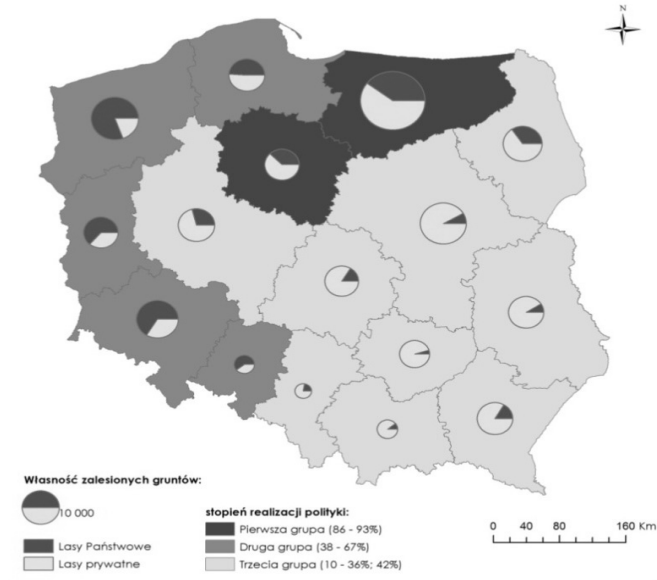 N
Własność zalesionych gruntów:
10 000
Lasy Państwowe
Lasy prywatne
stopień realizacji polityki:
Pierwsza grupa (86 - 93%)
Druga grupa (38 - 67%)
Trzecia grupa (10 - 36%; 42%)
0 40 80 160 Km